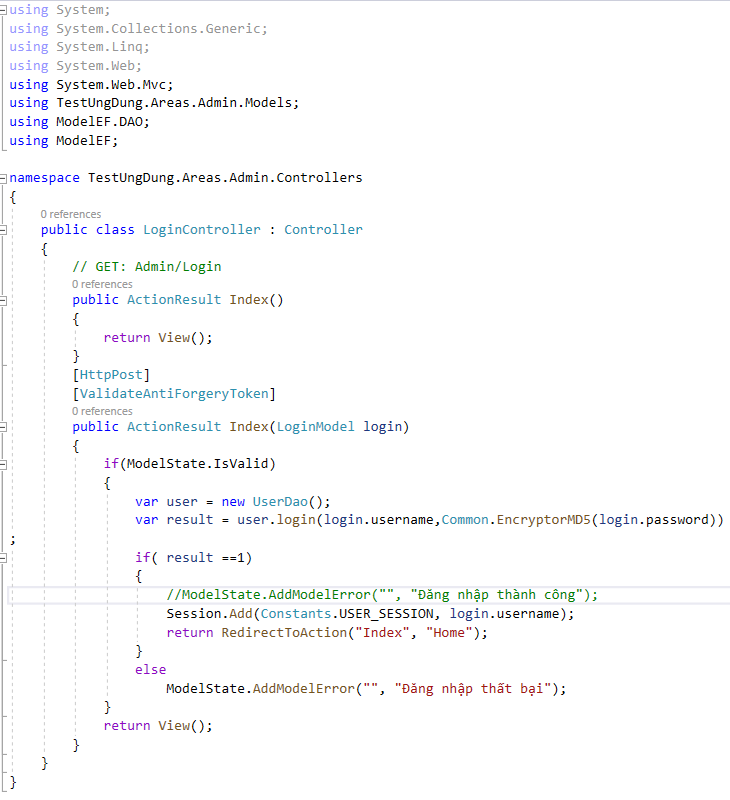 using System;
using System.Collections.Generic;
using System.Linq;
using System.Web;
using System.Web.Mvc;
using TestUngDung.Areas.Admin.Models;
using ModelEF.DAO;
using ModelEF;
namespace TestUngDung.Areas.Admin.Controllers
{
0 references
public class LoginController : Controller
{
// GET: Admin/Login
0 references
public ActionResult Index()
{
return View();
}
[HttpPost]
[ValidateAntiForgeryToken]
0 references
public ActionResult Index(LoginModel login)
{
if(ModelState.IsValid)
{
var user = new UserDao();
var result = user.login(login.username,Common.EncryptorMD5(login.password))
;
if( result ==1)
{
//ModelState.AddModelError("", "Đăng nhập thành công");
Session.Add(Constants.USER_SESSION, login.username);
return RedirectToAction("Index", "Home");
}
else
ModelState.AddModelError("", "Đăng nhập thất bại");
}
return View();
}
}
}